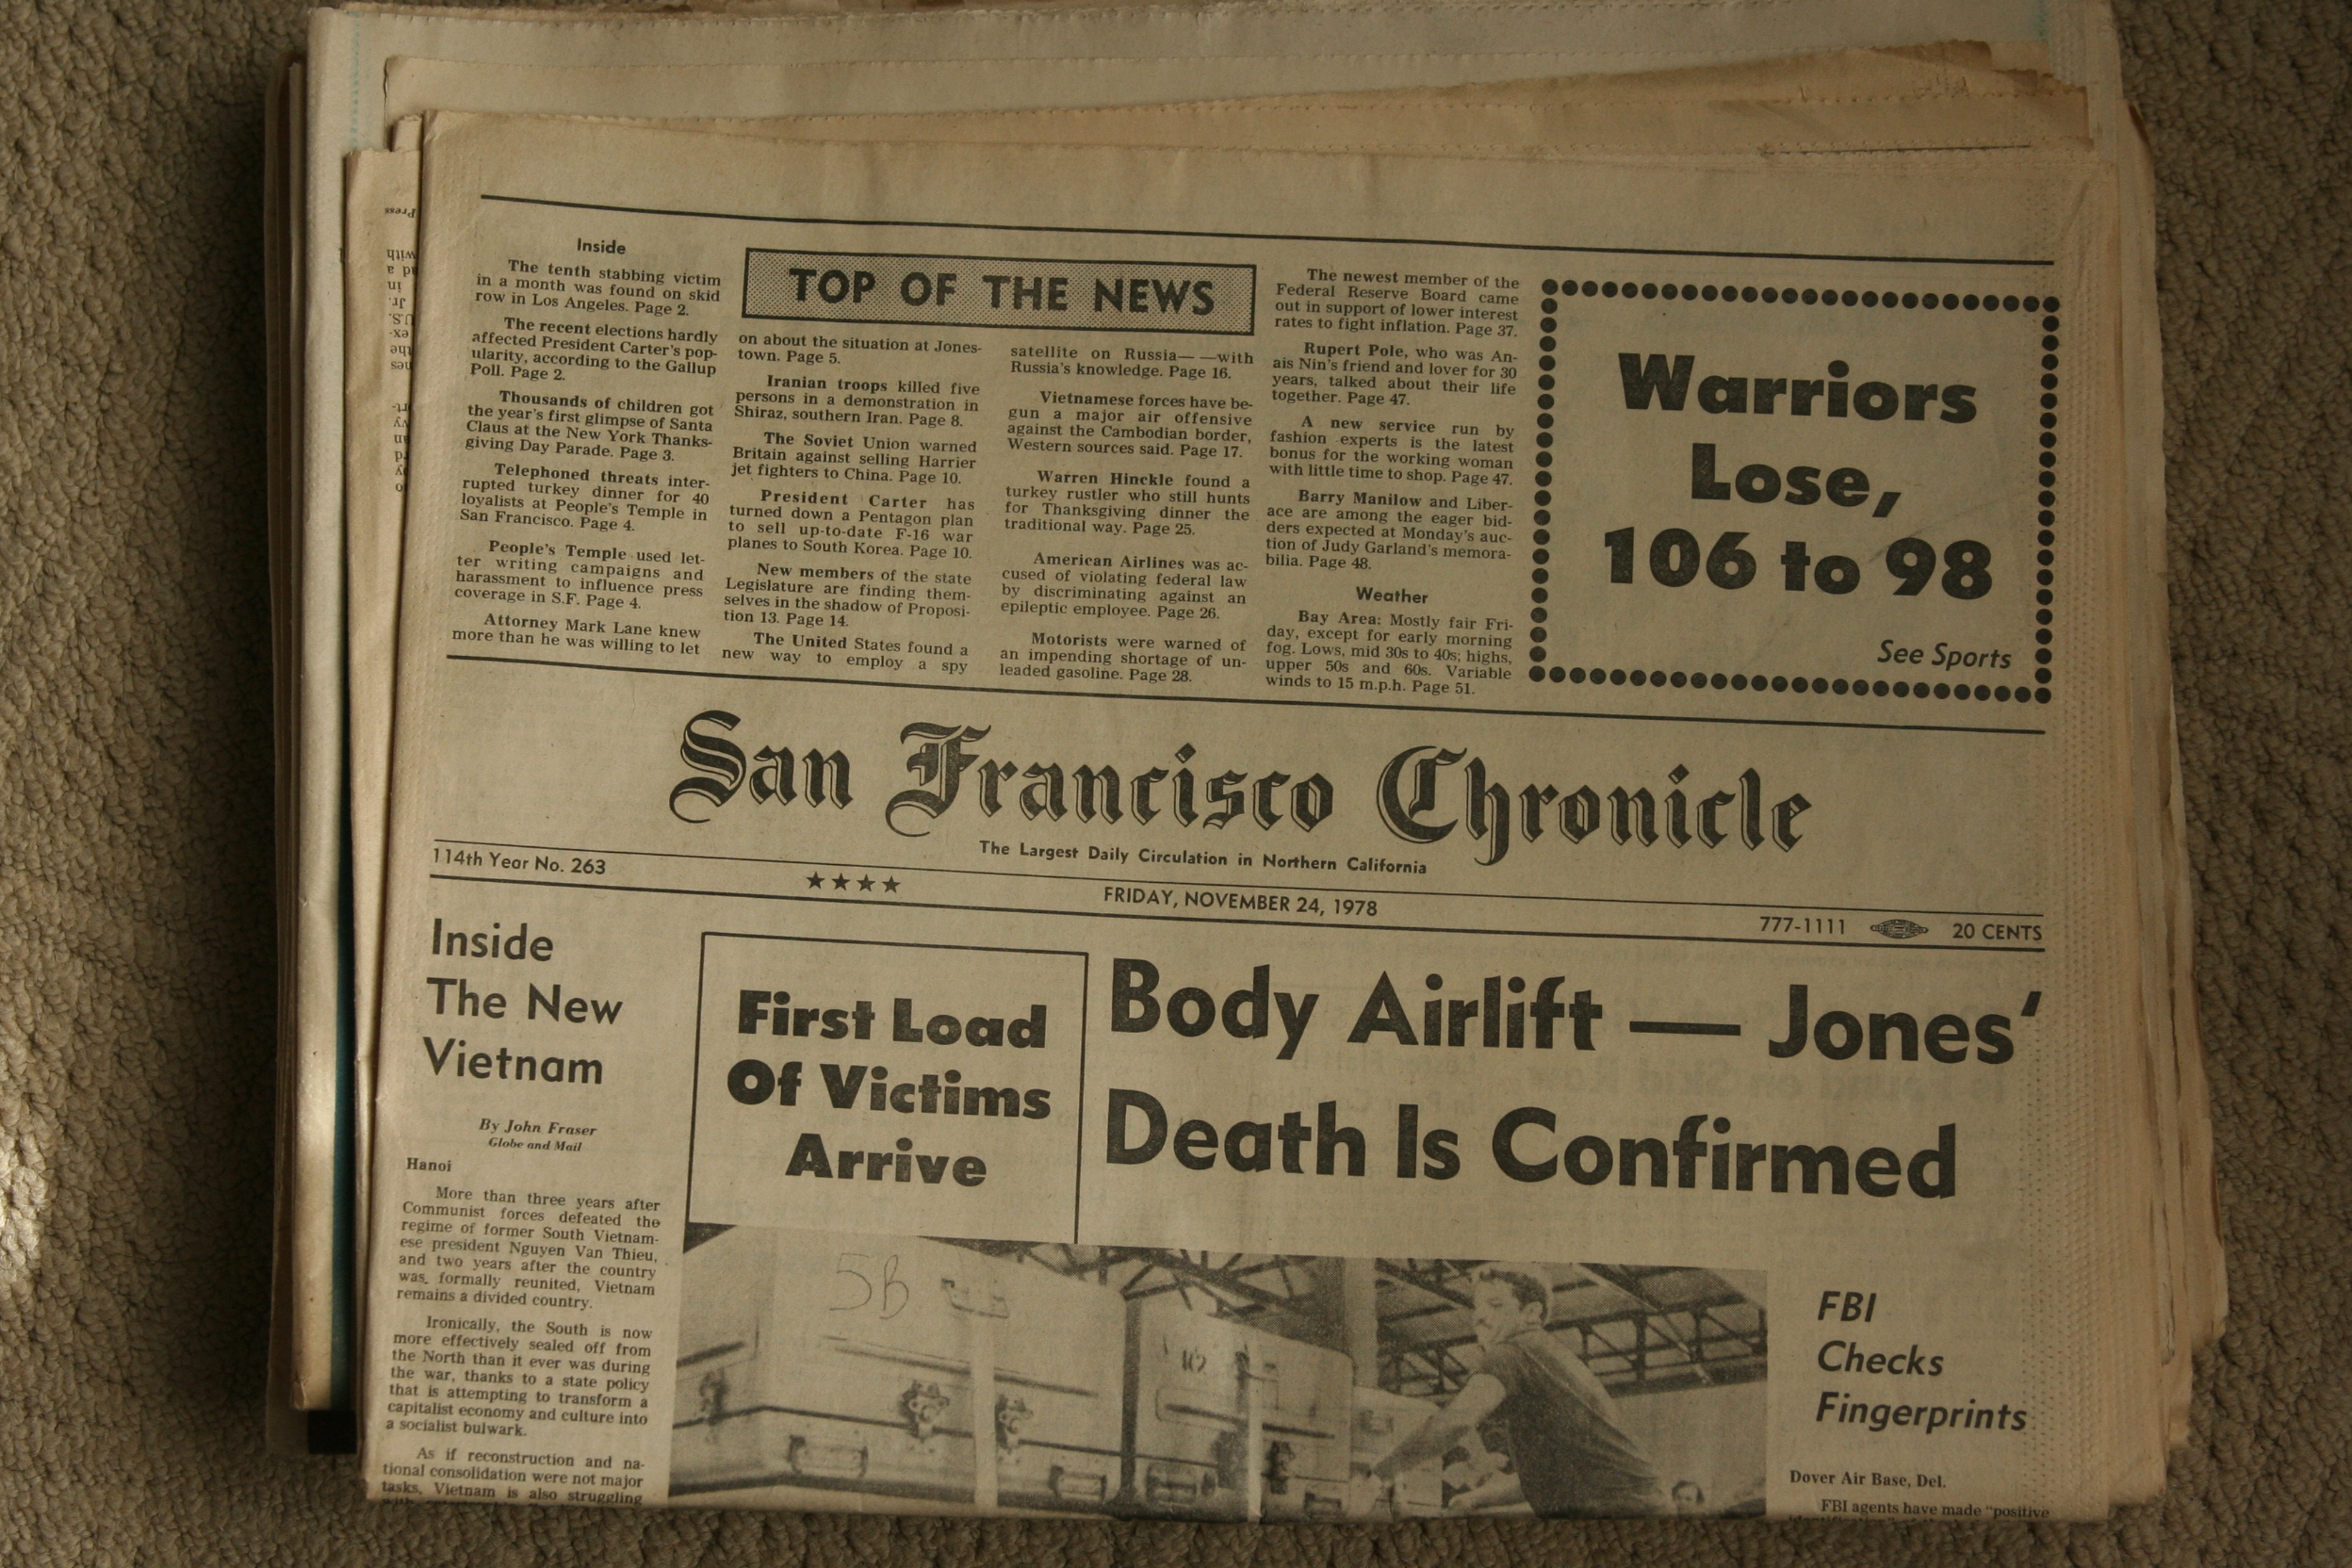 Inside
The tenth stabbing victim
in a month was found on skid
row in Los Angeles. Page 2.
The recent elections hardly
affected President Carter's pop-
ularity, according to the Gallup
Poll. Page 2.
Thousands of children got
the year's first glimpse of Santa
Claus at the New York Thanks-
giving Day Parade. Page 3.
Telephoned threats inter-
rupted turkey dinner for 40
loyalists at People's Temple in
San Francisco. Page 4.
People's Temple used let-
ter writing campaigns and
harassment to influence press
coverage in S.F. Page 4.
Attorney Mark Lane knew
more than he was willing to let
TOP OF THE NEWS
on about the situation at Jones-
town. Page 5.
Iranian troops killed five
persons in a demonstration in
Shiraz, southern Iran. Page 8.
The Soviet Union warned
Britain against selling Harrier
jet fighters to China. Page 10.
President Carter has
turned down a Pentagon plan
to sell up-to-date F-16 war
planes to South Korea. Page 10.
New members of the state
Legislature are finding them-
selves in the shadow of Proposi-
tion 13. Page 14.
The United States found a
new way to employ a spy
satellite on Russia— —with
Russia's knowledge. Page 16.
Vietnamese forces have be-
gun a major air offensive
against the Cambodian border,
Western sources said. Page 17.
Warren Hinckle found a
turkey rustler who still hunts
for Thanksgiving dinner the
traditional way. Page 25.
American Airlines was ac-
cused of violating federal law
by discriminating against an
epileptic employee. Page 26.
Motorists were warned of
an impending shortage of un-
leaded gasoline. Page 28.
The newest member of the
Federal Reserve Board came
out in support of lower interest
rates to fight inflation. Page 37.
Rupert Pole, who was An-
ais Nin's friend and lover for 30
years, talked about their life
together. Page 47.
A new service run by
fashion experts is the latest
bonus for the working woman
with little time to shop. Page 47.
Barry Manilow and Liber-
ace are among the eager bid-
ders expected at Monday's auc-
tion of Judy Garland's memora-
bilia. Page 48.
Weather
Bay Area: Mostly fair Fri-
day, except for early morning
fog. Lows, mid 30s to 40s; highs,
upper 50s and 60s. Variable
winds to 15 m.p.h. Page 51.
Warriors
Lose,
106 to 98
See Sports
San Francisco Chronicle
The Largest Daily Circulation in Northern California
114th Year No. 263
★★★★
FRIDAY, NOVEMBER 24, 1978
777-1111
20 CENTS
Inside
The New
Vietnam
By John Fraser
Globe and Mail
Hanoi
More than three years after
Communist forces defeated the
regime of former South Vietnam-
ese president Nguyen Van Thieu,
and two years after the country
was formally reunited, Vietnam
remains a divided country.
Ironically, the South is now
more effectively sealed off from
the North than it ever was during
the war, thanks to a state policy
that is attempting to transform a
capitalist economy and culture into
a socialist bulwark.
As if reconstruction and na-
tional consolidation were not major
tasks, Vietnam is also struggling
First Load
Of Victims
Arrive
Body Airlift — Jones'
Death Is Confirmed
5B
FBI
Checks
Fingerprints
Dover Air Base, Del.
FBI agents have made "positive